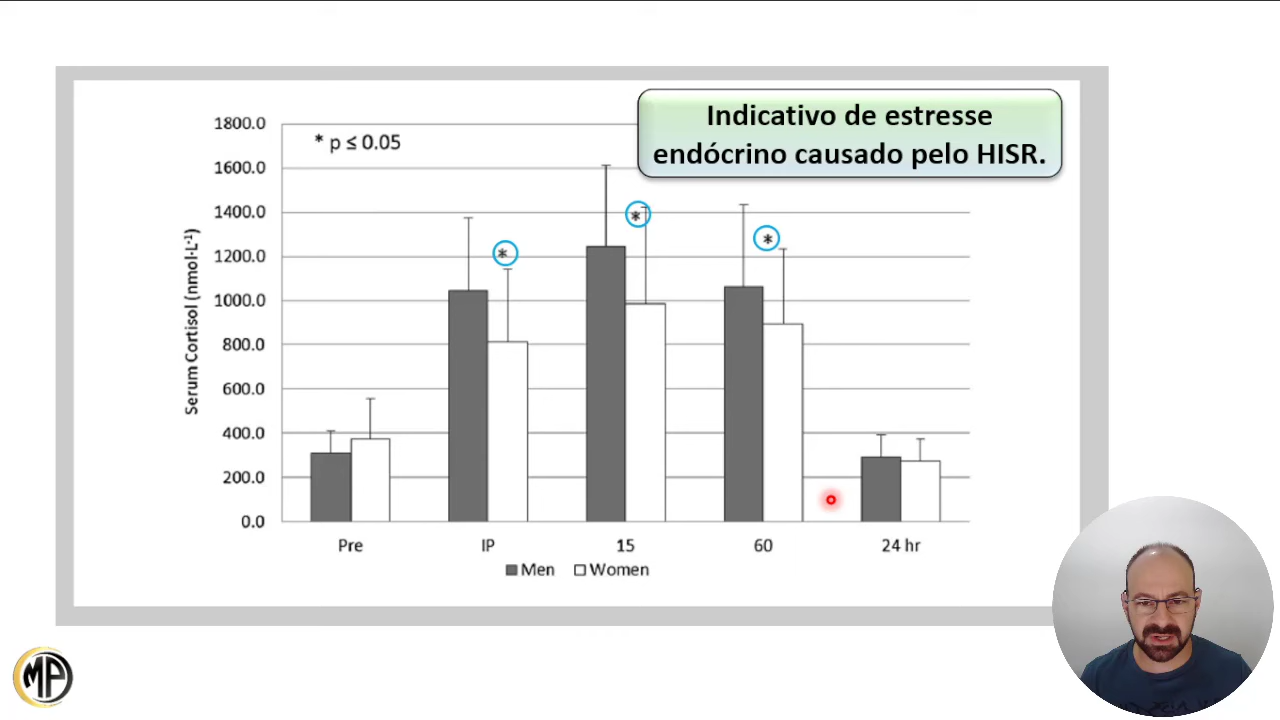 Indicativo de estresse
endócrino causado pelo HISR.
* p ≤ 0.05
1800.0
1600.0
1400.0
1200.0
1000.0
800.0
600.0
400.0
200.0
0.0
Serum Cortisol (nmol·L⁻¹)
*
*
*
Pre
IP
15
60
24 hr
Men
Women
MP